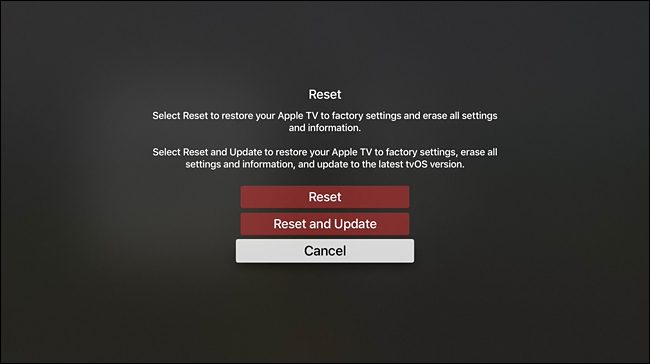 Reset
Select Reset to restore your Apple TV to factory settings and erase all settings
and information.
Select Reset and Update to restore your Apple TV to factory settings, erase all
settings and information, and update to the latest tvOS version.
Reset
Reset and Update
Cancel